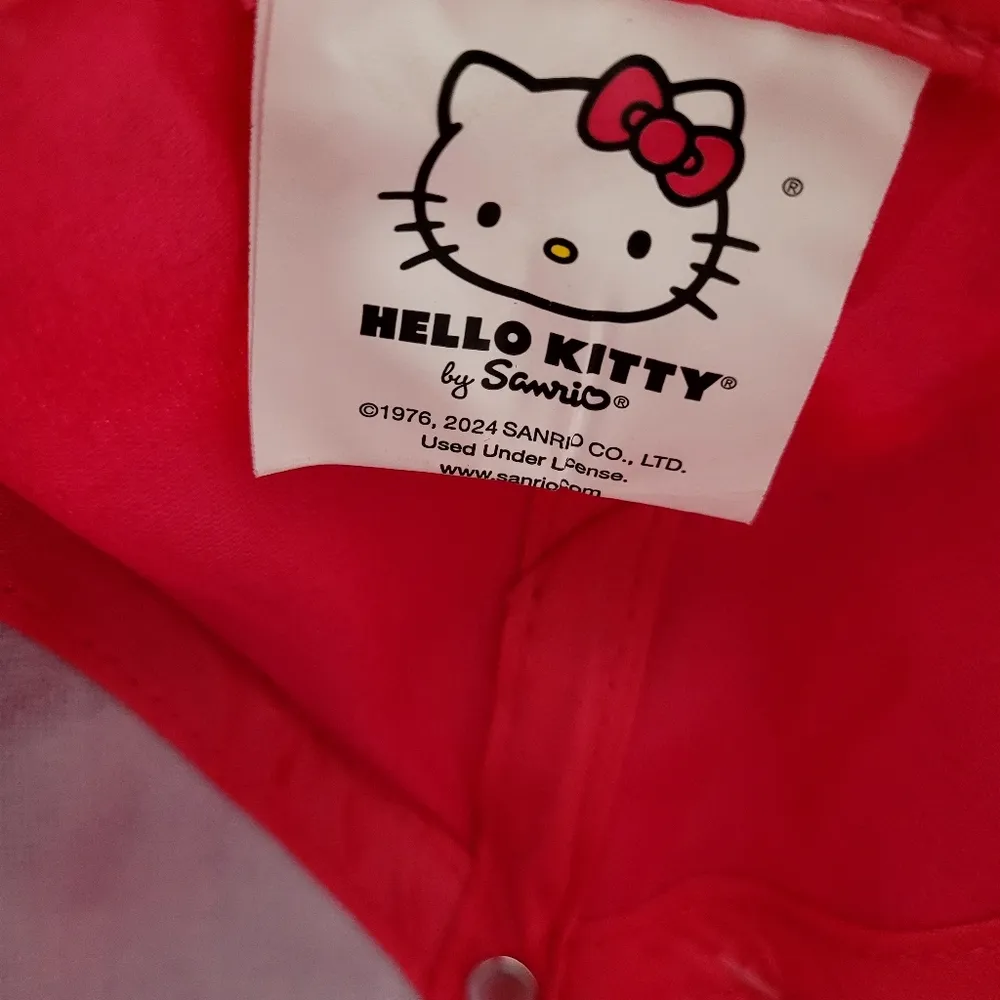 ®
HELLO KITTY®
by Sanrio®
©1976, 2024 SANRIO CO., LTD.
Used Under License.
www.sanrio.com